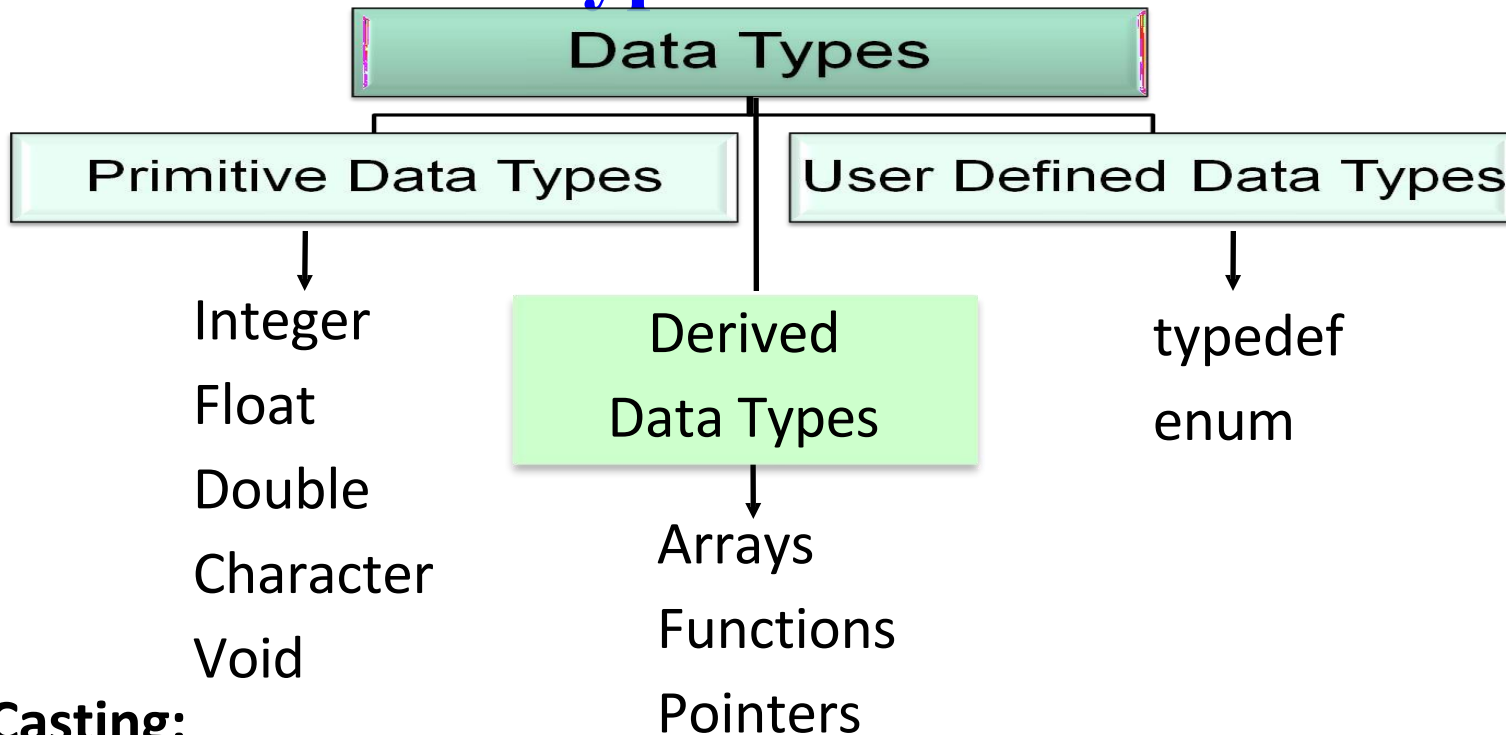 Data Types
Primitive Data Types
Integer
Float
Double
Character
Void
Derived
Data Types
Arrays
Functions
Pointers
User Defined Data Types
typedef
enum
Casting: